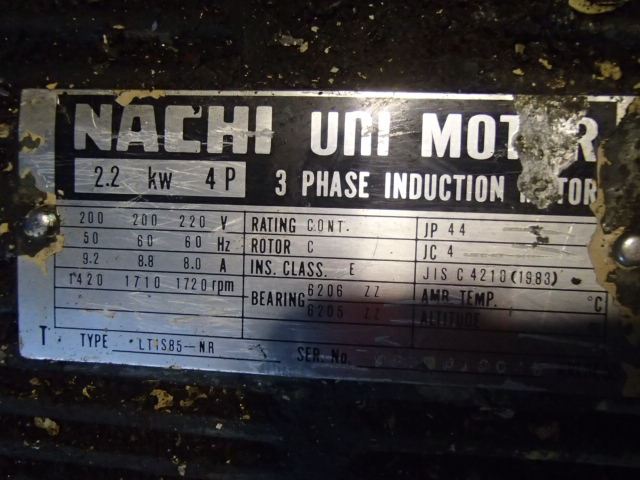 NACHI UNI MOTOR
2.2 kw 4P 3 PHASE INDUCTION MOTOR
200 200 220 V RATING CONT. JP 44
50 60 60 Hz ROTOR C JC 4
9.2 8.8 8.0 A INS. CLASS. E JIS C 4210 (1983)
1420 1710 1720 rpm BEARING 6206 ZZ AMB. TEMP. °C
6205 ZZ ALTITUDE
T TYPE LTIS85-NR SER. No.